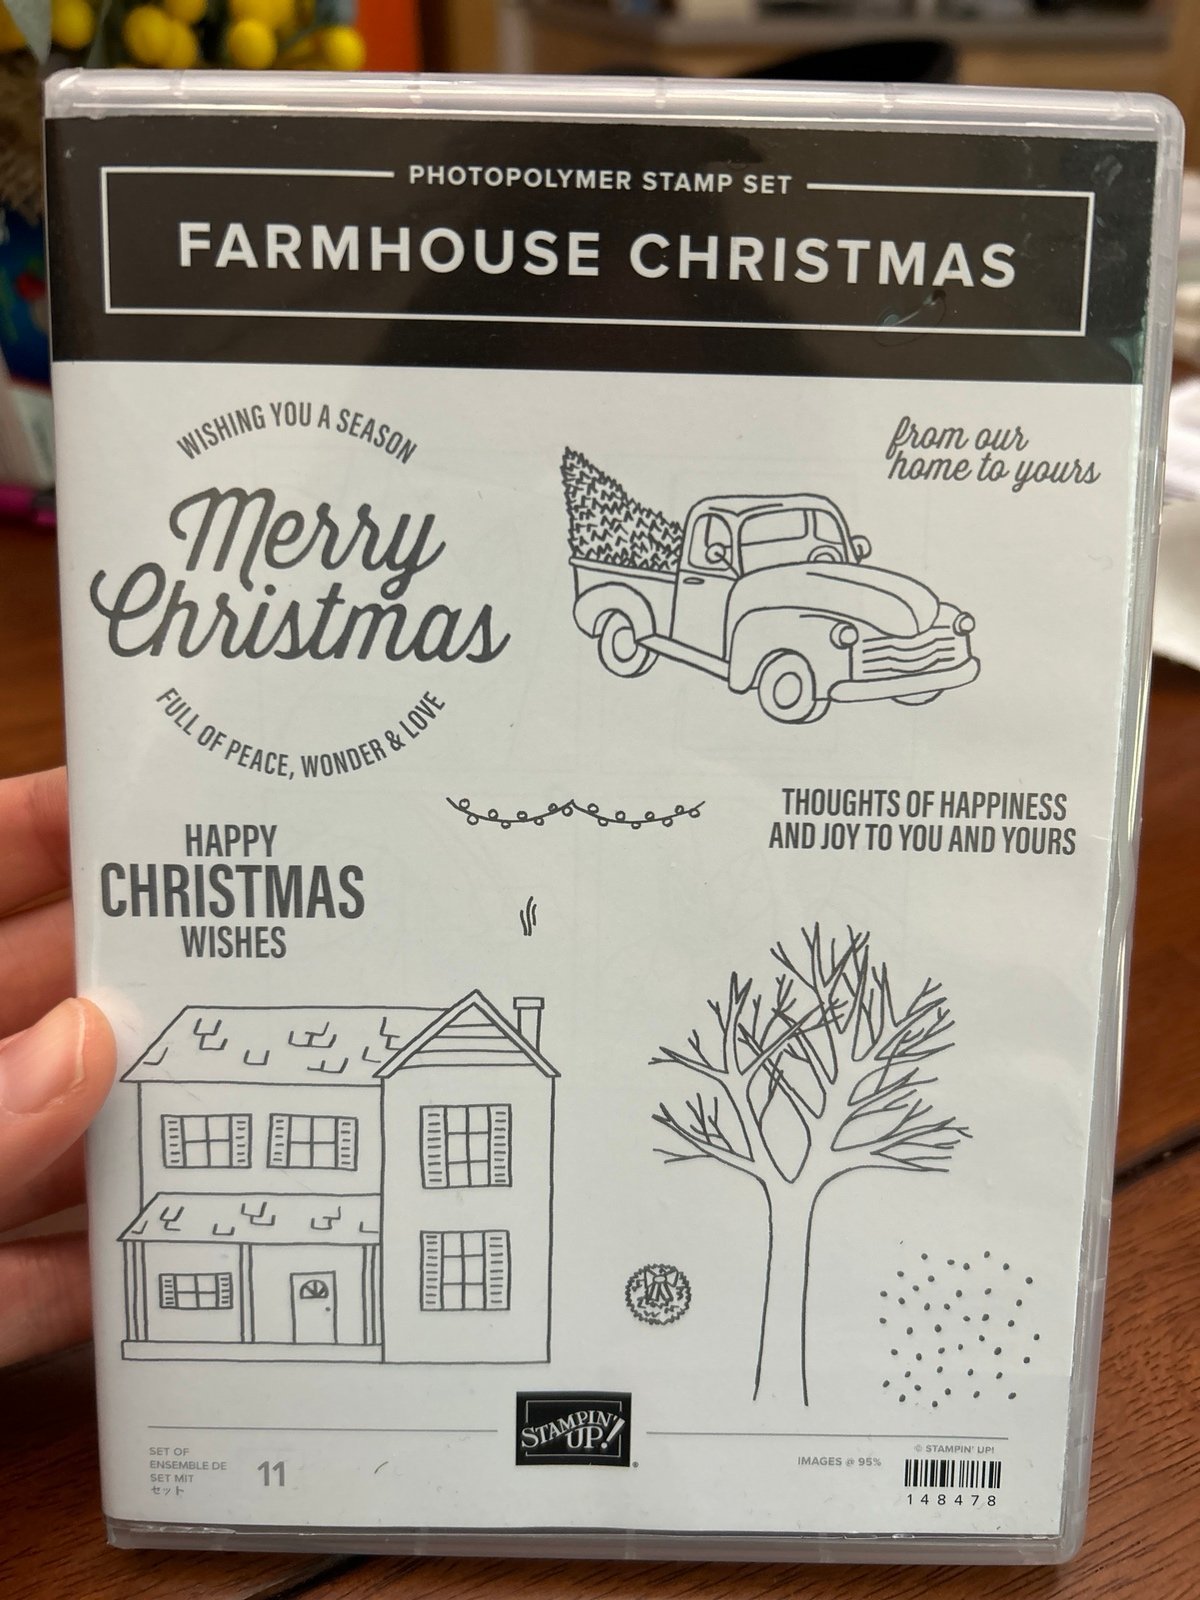 PHOTOPOLYMER STAMP SET
FARMHOUSE CHRISTMAS
WISHING YOU A SEASON
Merry
Christmas
FULL OF PEACE, WONDER & LOVE
from our
home to yours
THOUGHTS OF HAPPINESS
AND JOY TO YOU AND YOURS
HAPPY
CHRISTMAS
WISHES
SET OF
ENSEMBLE DE
SET MIT
セット
11
STAMPIN'
UP!
IMAGES @ 95%
© STAMPIN' UP!
148478